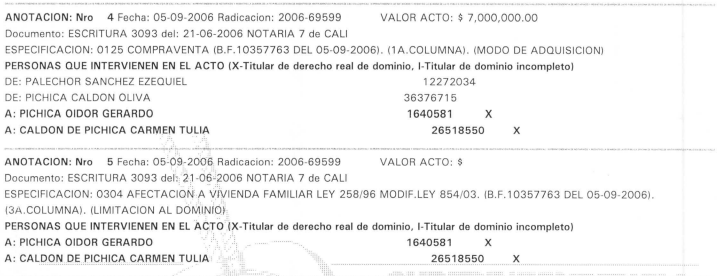 ANOTACION: Nro 4 Fecha: 05-09-2006 Radicacion: 2006-69599 VALOR ACTO: $ 7,000,000.00
Documento: ESCRITURA 3093 del: 21-06-2006 NOTARIA 7 de CALI
ESPECIFICACION: 0125 COMPRAVENTA (B.F.10357763 DEL 05-09-2006). (1A.COLUMNA). (MODO DE ADQUISICION)
PERSONAS QUE INTERVIENEN EN EL ACTO (X-Titular de derecho real de dominio, I-Titular de dominio incompleto)
DE: PALECHOR SANCHEZ EZEQUIEL 12272034
DE: PICHICA CALDON OLIVA 36376715
A: PICHICA OIDOR GERARDO 1640581 X
A: CALDON DE PICHICA CARMEN TULIA 26518550 X
ANOTACION: Nro 5 Fecha: 05-09-2006 Radicacion: 2006-69599 VALOR ACTO: $
Documento: ESCRITURA 3093 del: 21-06-2006 NOTARIA 7 de CALI
ESPECIFICACION: 0304 AFECTACION A VIVIENDA FAMILIAR LEY 258/96 MODIF.LEY 854/03. (B.F.10357763 DEL 05-09-2006).
(3A.COLUMNA). (LIMITACION AL DOMINIO)
PERSONAS QUE INTERVIENEN EN EL ACTO (X-Titular de derecho real de dominio, I-Titular de dominio incompleto)
A: PICHICA OIDOR GERARDO 1640581 X
A: CALDON DE PICHICA CARMEN TULIA 26518550 X